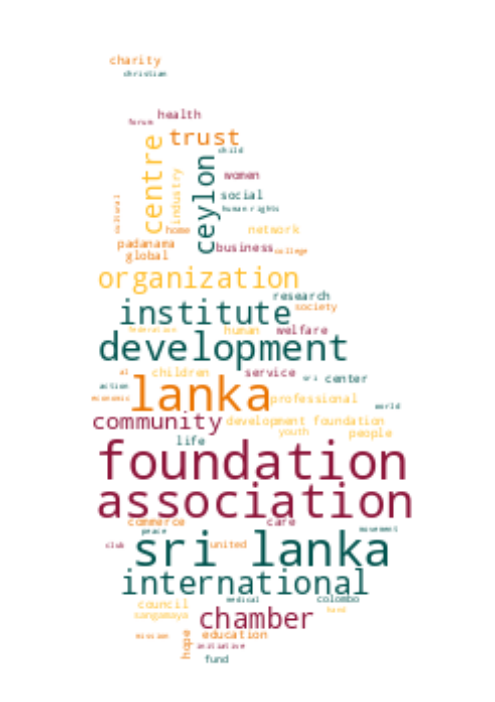 charity
christian
health
forum
trust
centre
child
ceylon
industry
women
social
cultural
human rights
home
network
padanama
business
college
global
organization
research
institute
society
federation
human
welfare
development
al
children
service
sri
center
action
lanka
economic
professional
world
community
development foundation
youth
people
life
foundation
association
commerce
care
peace
movement
sri lanka
club
united
international
medical
colombo
council
hand
sangamaya
chamber
mission
education
hope
initiative
fund